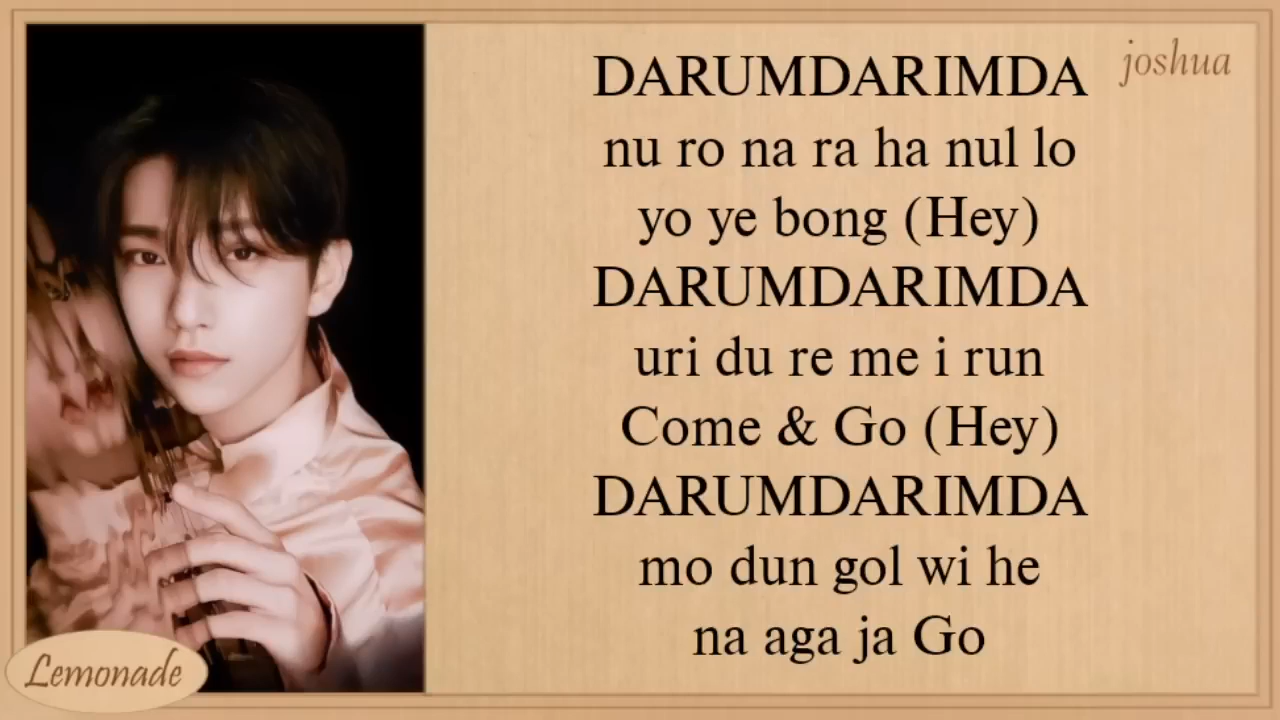 joshua
DARUMDARIMDA
nu ro na ra ha nul lo
yo ye bong (Hey)
DARUMDARIMDA
uri du re me i run
Come & Go (Hey)
DARUMDARIMDA
mo dun gol wi he
na aga ja Go
Lemonade